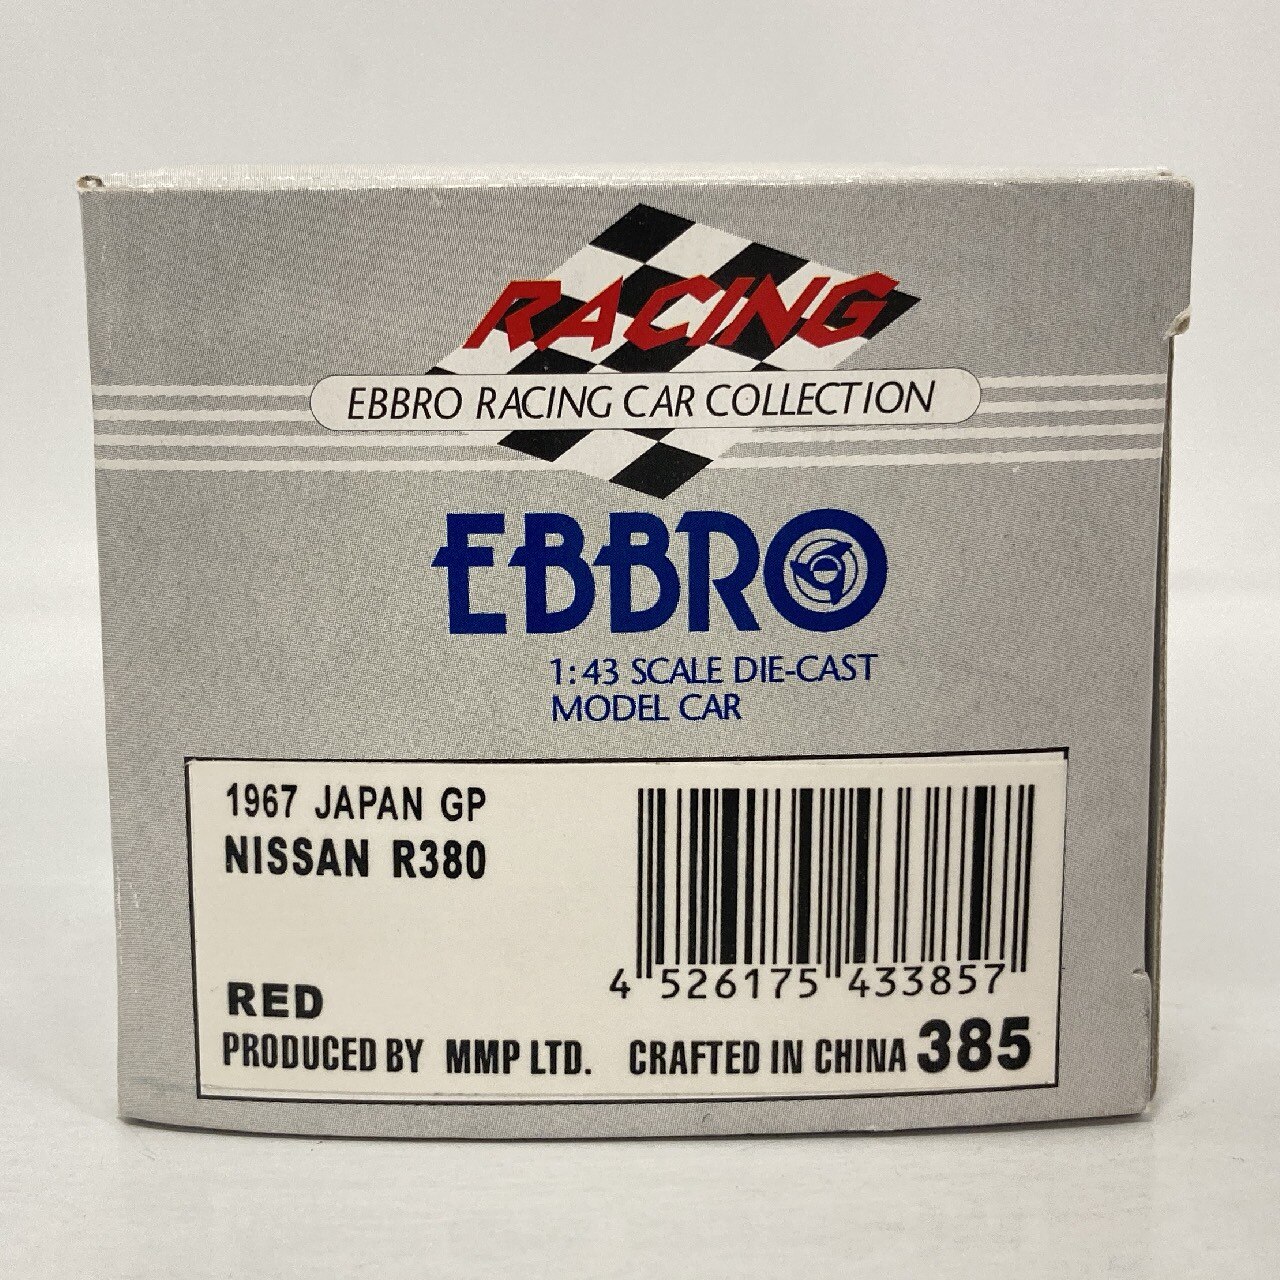 RACING
EBBRO RACING CAR COLLECTION
EBBRO
1:43 SCALE DIE-CAST
MODEL CAR
1967 JAPAN GP
NISSAN R380
4 526175 433857
RED
PRODUCED BY MMP LTD. CRAFTED IN CHINA 385